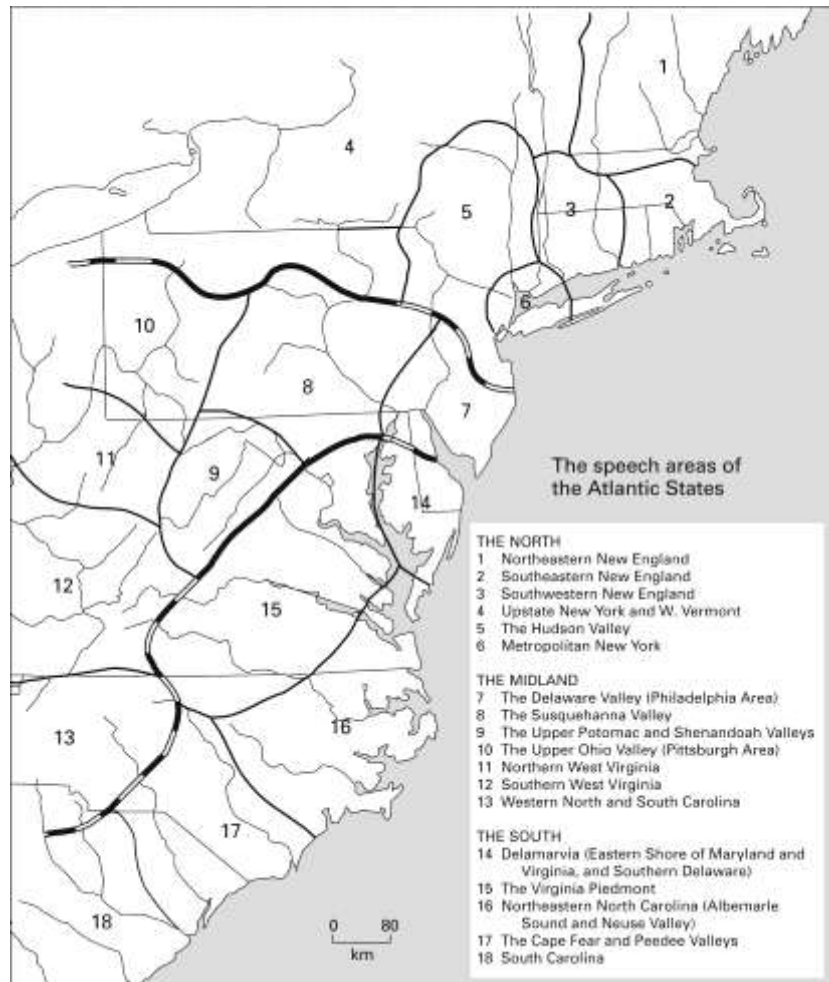 1
4
5
3
2
6
10
8
7
11
9
14
12
15
13
16
17
18
0 80
km
The speech areas of
the Atlantic States
THE NORTH
1 Northeastern New England
2 Southeastern New England
3 Southwestern New England
4 Upstate New York and W. Vermont
5 The Hudson Valley
6 Metropolitan New York
THE MIDLAND
7 The Delaware Valley (Philadelphia Area)
8 The Susquehanna Valley
9 The Upper Potomac and Shenandoah Valleys
10 The Upper Ohio Valley (Pittsburgh Area)
11 Northern West Virginia
12 Southern West Virginia
13 Western North and South Carolina
THE SOUTH
14 Delamarvia (Eastern Shore of Maryland and
Virginia, and Southern Delaware)
15 The Virginia Piedmont
16 Northeastern North Carolina (Albemarle
Sound and Neuse Valley)
17 The Cape Fear and Peedee Valleys
18 South Carolina